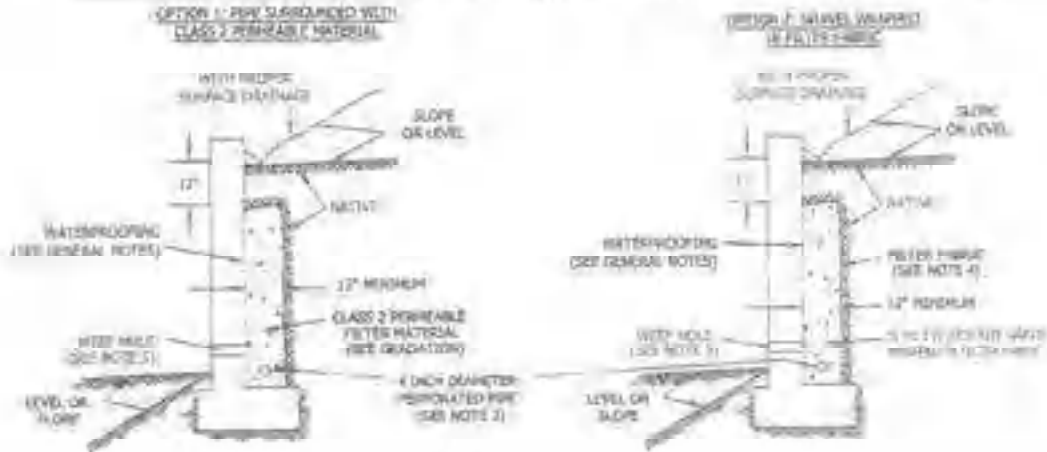 OPTION 1: PIPE SURROUNDED WITH
CLASS 2 PERMEABLE MATERIAL
WITH PROPER
SURFACE DRAINAGE
SLOPE
OR LEVEL
12"
NATIVE
WATERPROOFING
(SEE GENERAL NOTES)
12" MINIMUM
CLASS 2 PERMEABLE
FILTER MATERIAL
(SEE GRADATION)
WEEP HOLE
(SEE NOTE 5)
4 INCH DIAMETER
PERFORATED PIPE
(SEE NOTE 3)
LEVEL OR
SLOPE
OPTION 2: GRAVEL WRAPPED
IN FILTER FABRIC
WITH PROPER
SURFACE DRAINAGE
SLOPE
OR LEVEL
NATIVE
WATERPROOFING
(SEE GENERAL NOTES)
FILTER FABRIC
(SEE NOTE 4)
12" MINIMUM
WEEP HOLE
(SEE NOTE 5)
LEVEL OR
SLOPE